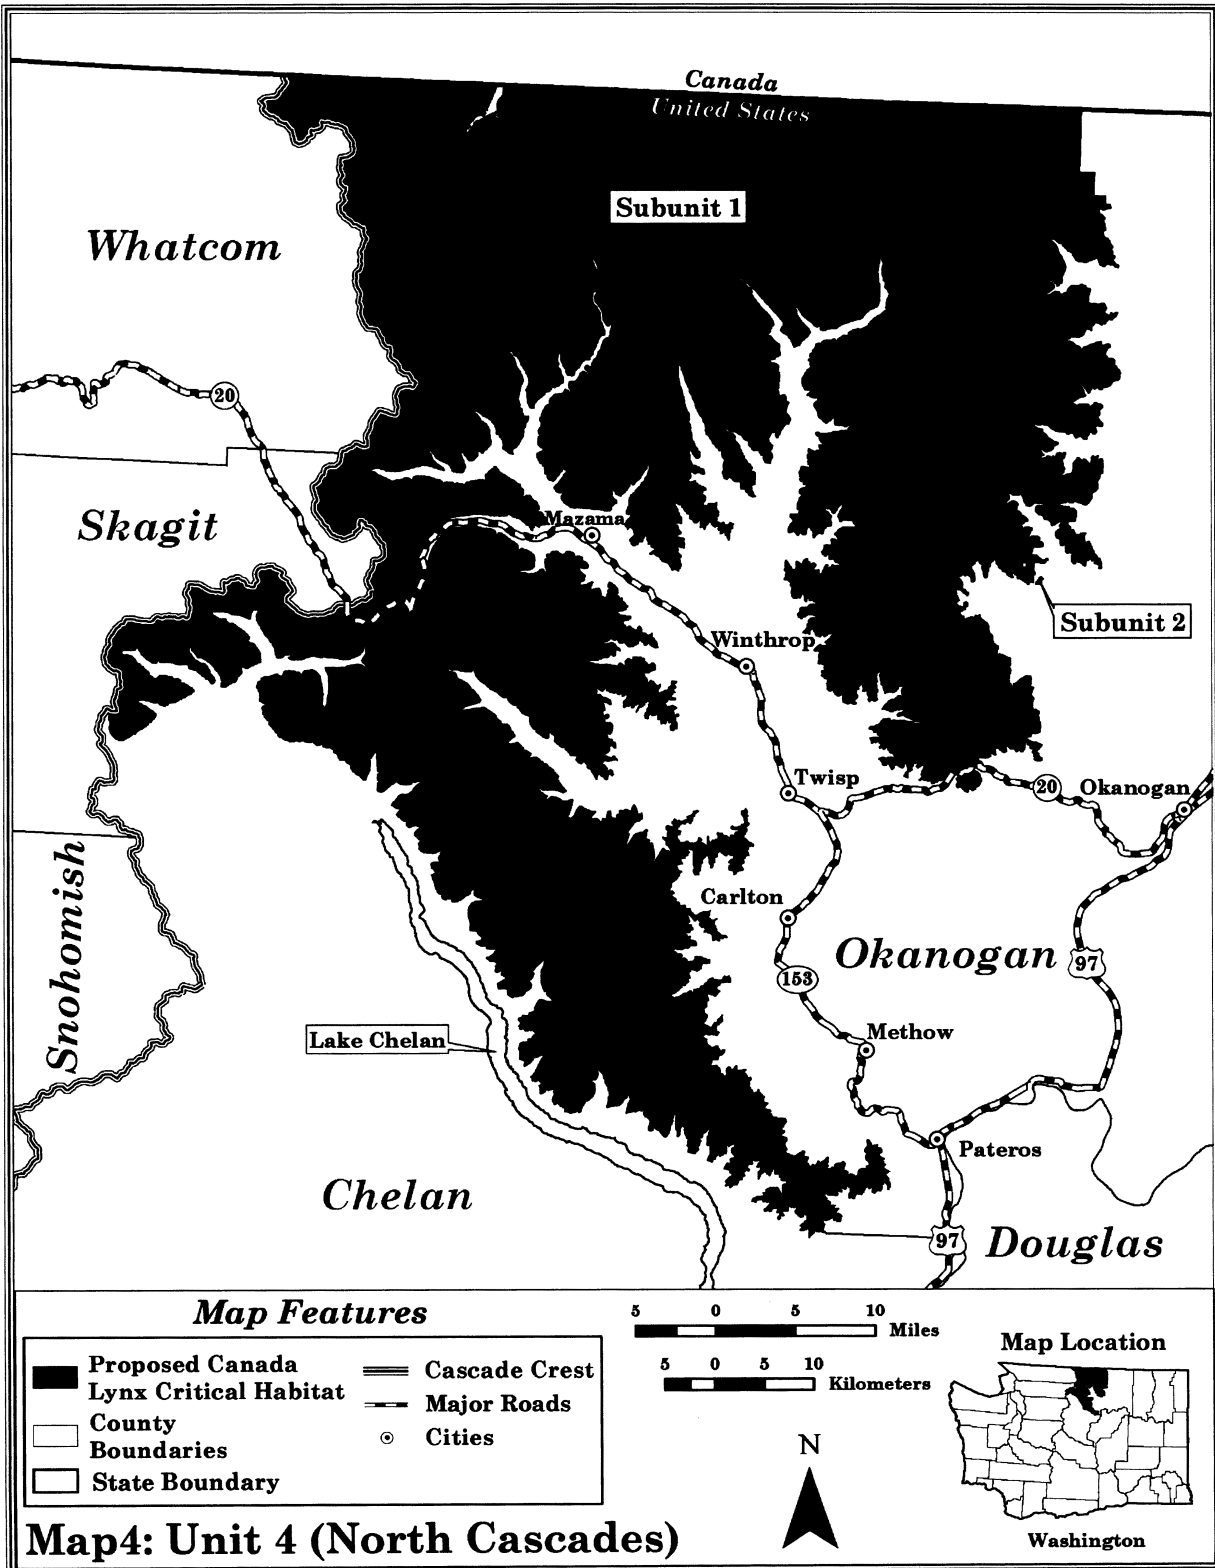 Canada
United States
Subunit 1
Whatcom
20
Skagit
Mazama
Subunit 2
Winthrop
Twisp
20
Okanogan
Snohomish
Carlton
Okanogan
97
153
Lake Chelan
Methow
Pateros
Chelan
97
Douglas
Map Features
Proposed Canada
Lynx Critical Habitat
County
Boundaries
State Boundary
Cascade Crest
Major Roads
Cities
5 0 5 10
Miles
5 0 5 10
Kilometers
N
Map Location
Washington
Map4: Unit 4 (North Cascades)